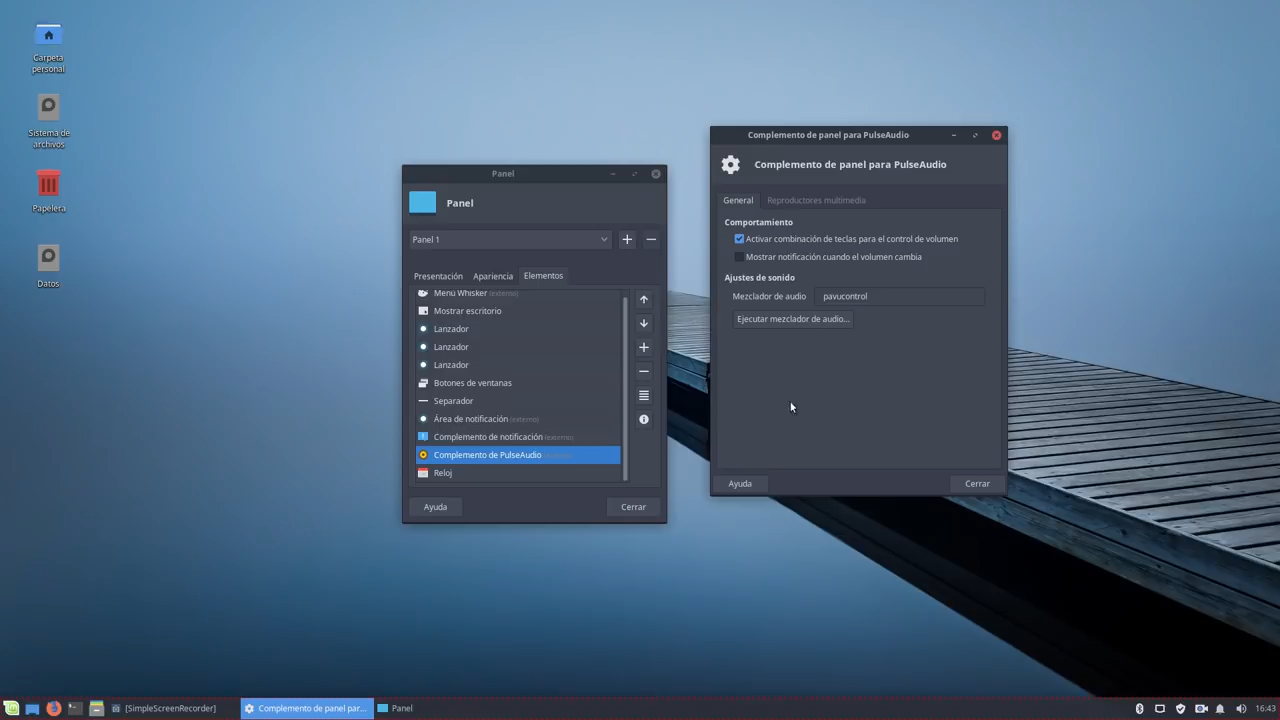 Carpeta
personal
Sistema de
archivos
Papelera
Datos
Panel
Panel
Panel 1
Presentación Apariencia Elementos
Menú Whisker (externo)
Mostrar escritorio
Lanzador
Lanzador
Lanzador
Botones de ventanas
Separador
Área de notificación (externo)
Complemento de notificación (externo)
Complemento de PulseAudio
Reloj
Ayuda Cerrar
Complemento de panel para PulseAudio
Complemento de panel para PulseAudio
General Reproductores multimedia
Comportamiento
Activar combinación de teclas para el control de volumen
Mostrar notificación cuando el volumen cambia
Ajustes de sonido
Mezclador de audio pavucontrol
Ejecutar mezclador de audio...
Ayuda Cerrar
[SimpleScreenRecorder] Complemento de panel par... Panel 16:43